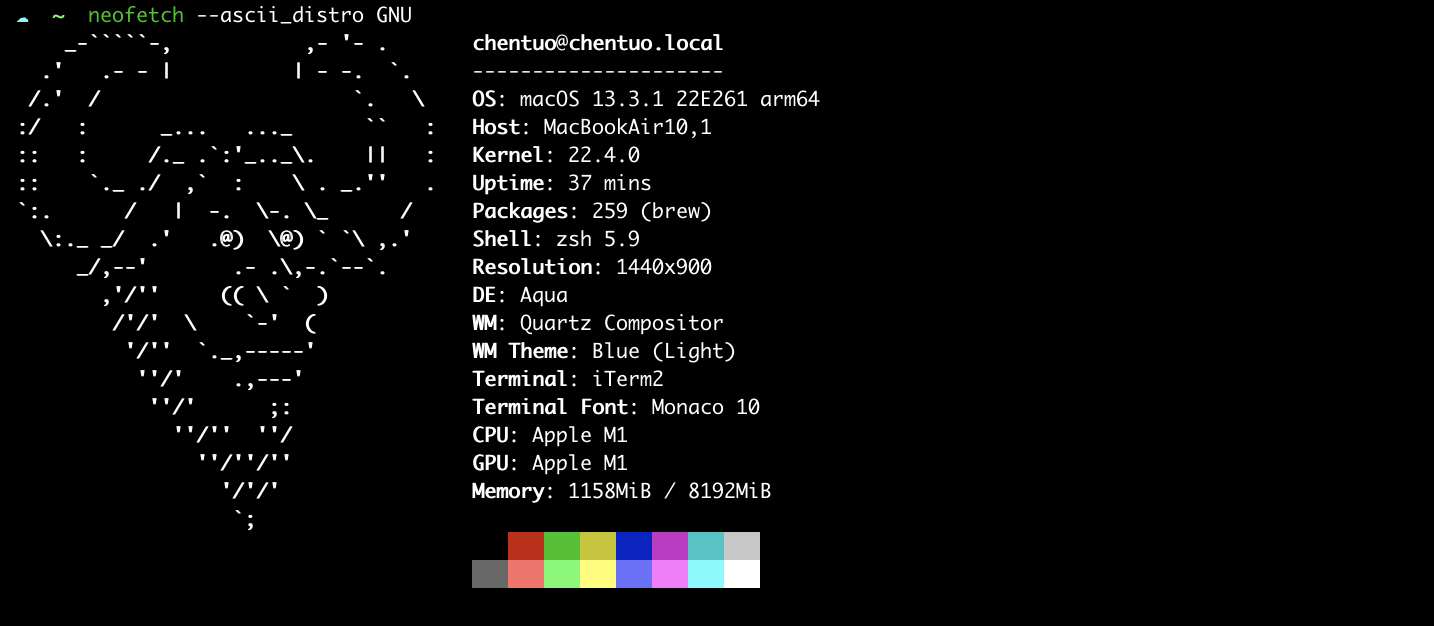 ☁  ~  neofetch --ascii_distro GNU
    _-`````-,           ,- '- .      chentuo@chentuo.local
  .'   .- - |          | - -.  `.    ---------------------
 /.'  /                     `.   \   OS: macOS 13.3.1 22E261 arm64
:/   :      _...   ..._      ``   :  Host: MacBookAir10,1
::   :     /._ .`:'_.._\.    ||   :  Kernel: 22.4.0
::    `._ ./  ,`  :    \ . _.''   .  Uptime: 37 mins
`:.      /   |  -.  \-. \_      /    Packages: 259 (brew)
  \:._ _/  .'   .@)  \@) ` `\ ,.'    Shell: zsh 5.9
     _/,--'       .- .\,-.`--`.      Resolution: 1440x900
       ,'/''     (( \ `  )           DE: Aqua
        /'/'  \    `-'  (            WM: Quartz Compositor
         '/''  `._,-----'            WM Theme: Blue (Light)
          ''/'    .,---'             Terminal: iTerm2
           ''/'      ;:              Terminal Font: Monaco 10
             ''/''  ''/              CPU: Apple M1
               ''/''/''              GPU: Apple M1
                 '/'/'               Memory: 1158MiB / 8192MiB
                  `;